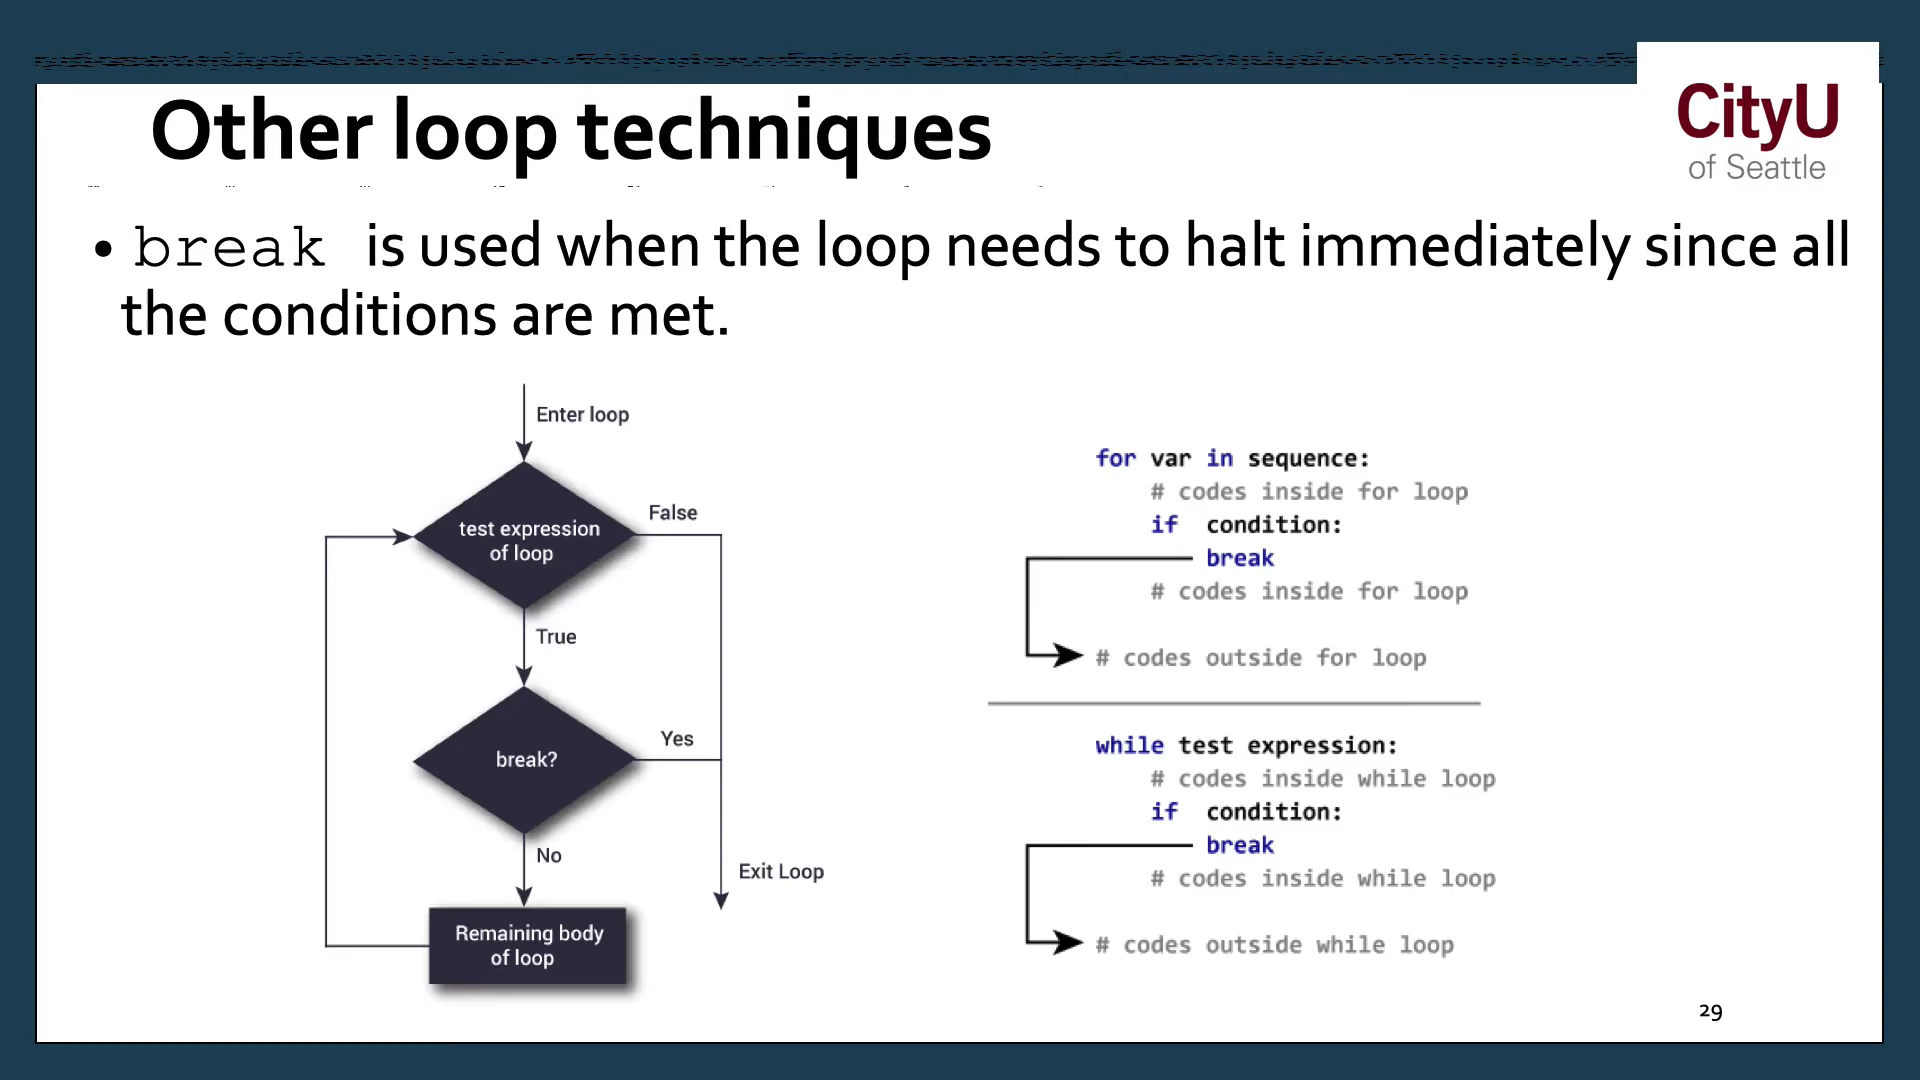 Other loop techniques
CityU
of Seattle
• break is used when the loop needs to halt immediately since all
the conditions are met.
Enter loop
test expression
of loop
False
True
break?
Yes
No
Exit Loop
Remaining body
of loop
for var in sequence:
# codes inside for loop
if condition:
break
# codes inside for loop
# codes outside for loop
while test expression:
# codes inside while loop
if condition:
break
# codes inside while loop
# codes outside while loop
29